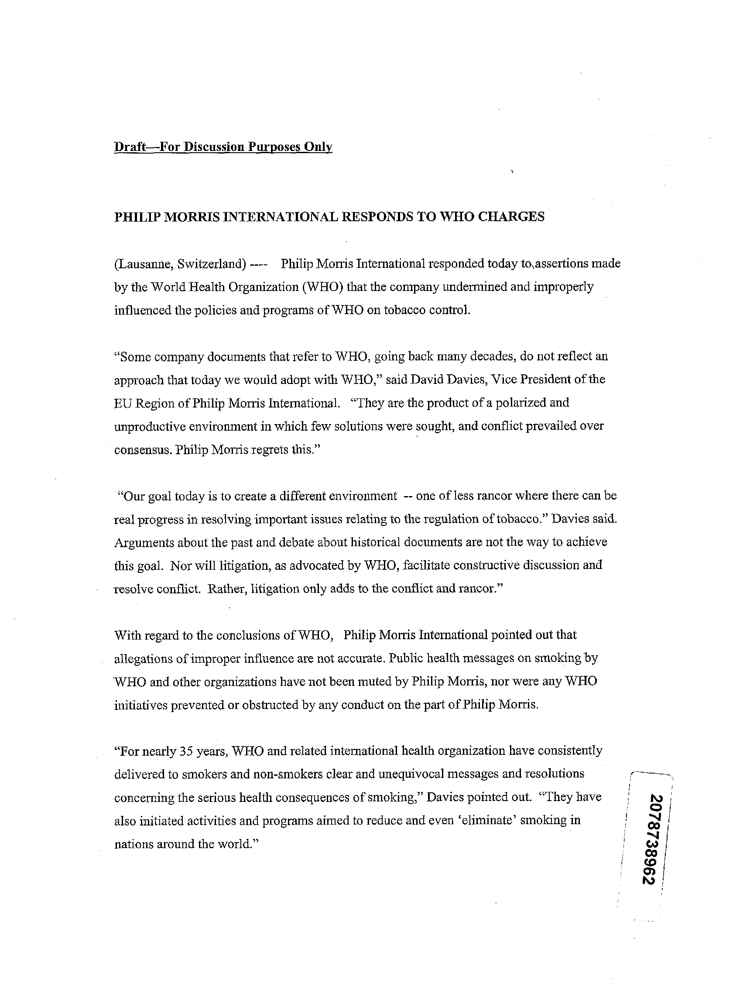 Draft—For Discussion Purposes Only
PHILIP MORRIS INTERNATIONAL RESPONDS TO WHO CHARGES
(Lausanne, Switzerland) ---- Philip Morris International responded today to assertions made
by the World Health Organization (WHO) that the company undermined and improperly
influenced the policies and programs of WHO on tobacco control.
“Some company documents that refer to WHO, going back many decades, do not reflect an
approach that today we would adopt with WHO,” said David Davies, Vice President of the
EU Region of Philip Morris International. “They are the product of a polarized and
unproductive environment in which few solutions were sought, and conflict prevailed over
consensus. Philip Morris regrets this.”
“Our goal today is to create a different environment -- one of less rancor where there can be
real progress in resolving important issues relating to the regulation of tobacco.” Davies said.
Arguments about the past and debate about historical documents are not the way to achieve
this goal. Nor will litigation, as advocated by WHO, facilitate constructive discussion and
resolve conflict. Rather, litigation only adds to the conflict and rancor.”
With regard to the conclusions of WHO, Philip Morris International pointed out that
allegations of improper influence are not accurate. Public health messages on smoking by
WHO and other organizations have not been muted by Philip Morris, nor were any WHO
initiatives prevented or obstructed by any conduct on the part of Philip Morris.
“For nearly 35 years, WHO and related international health organization have consistently
delivered to smokers and non-smokers clear and unequivocal messages and resolutions
concerning the serious health consequences of smoking,” Davies pointed out. “They have
also initiated activities and programs aimed to reduce and even ‘eliminate’ smoking in
nations around the world.”
2078738962